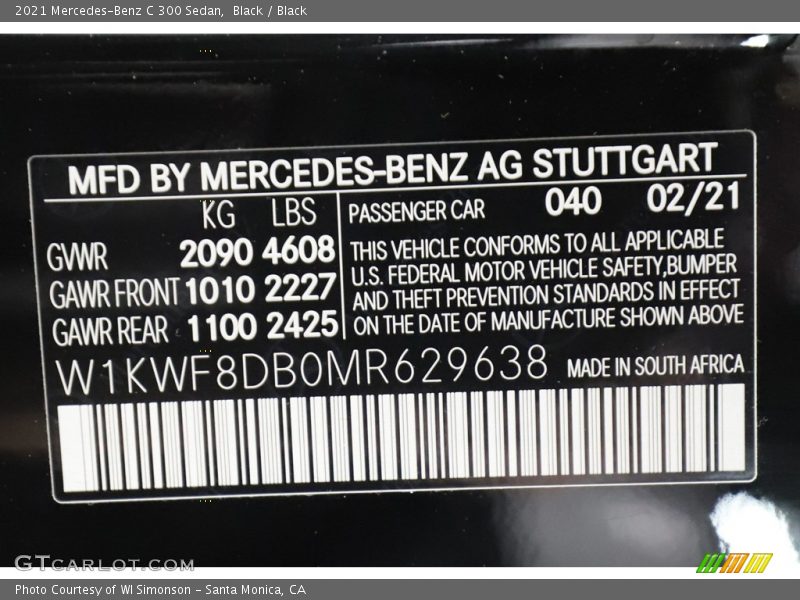 2021 Mercedes-Benz C 300 Sedan,  Black / Black
MFD BY MERCEDES-BENZ AG STUTTGART
KG LBS
GVWR 2090 4608
GAWR FRONT 1010 2227
GAWR REAR 1100 2425
PASSENGER CAR 040 02/21
THIS VEHICLE CONFORMS TO ALL APPLICABLE
U.S. FEDERAL MOTOR VEHICLE SAFETY,BUMPER
AND THEFT PREVENTION STANDARDS IN EFFECT
ON THE DATE OF MANUFACTURE SHOWN ABOVE
W1KWF8DB0MR629638 MADE IN SOUTH AFRICA
GTCARLOT.COM
Photo Courtesy of WI Simonson - Santa Monica, CA